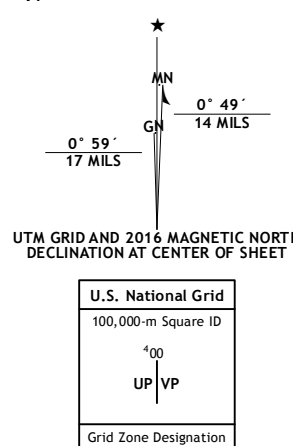 ★
MN
0° 49´
14 MILS
GN
0° 59´
17 MILS
UTM GRID AND 2016 MAGNETIC NORT
DECLINATION AT CENTER OF SHEET
U.S. National Grid
100,000-m Square ID
⁴00
UP VP
Grid Zone Designation